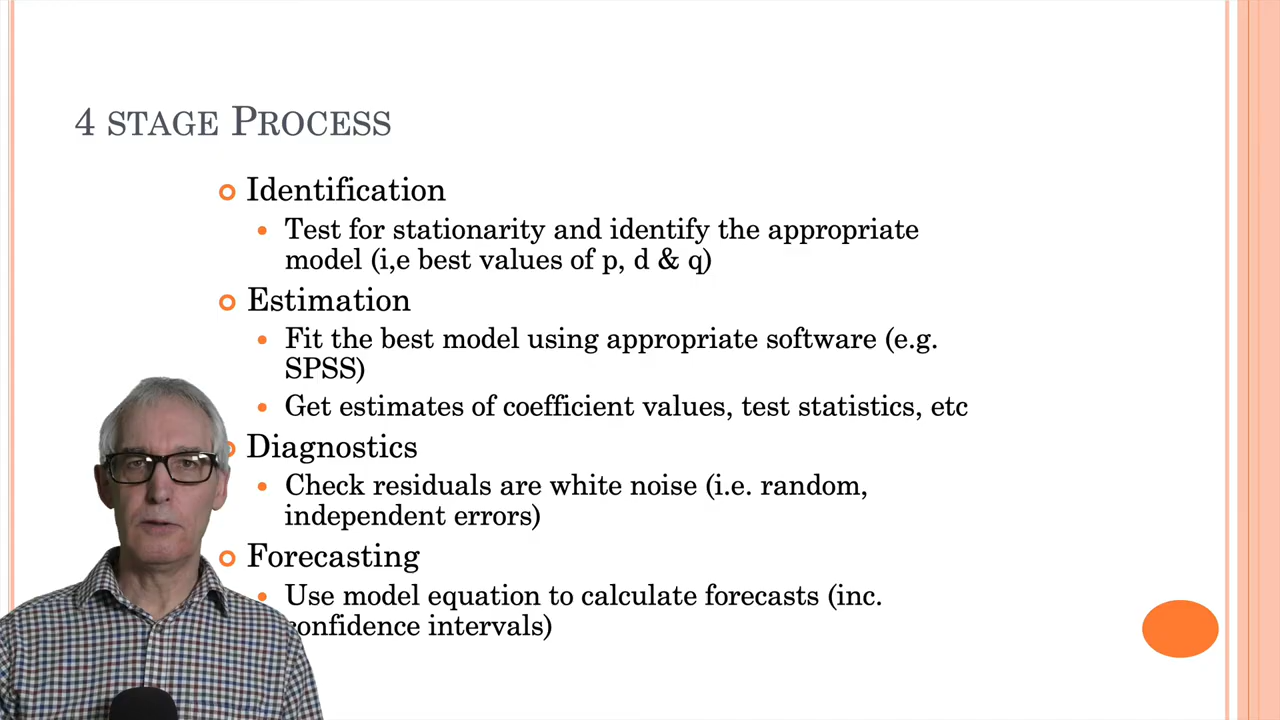 4 STAGE PROCESS
Identification
Test for stationarity and identify the appropriate
model (i,e best values of p, d & q)
Estimation
Fit the best model using appropriate software (e.g.
SPSS)
Get estimates of coefficient values, test statistics, etc
Diagnostics
Check residuals are white noise (i.e. random,
independent errors)
Forecasting
Use model equation to calculate forecasts (inc.
confidence intervals)